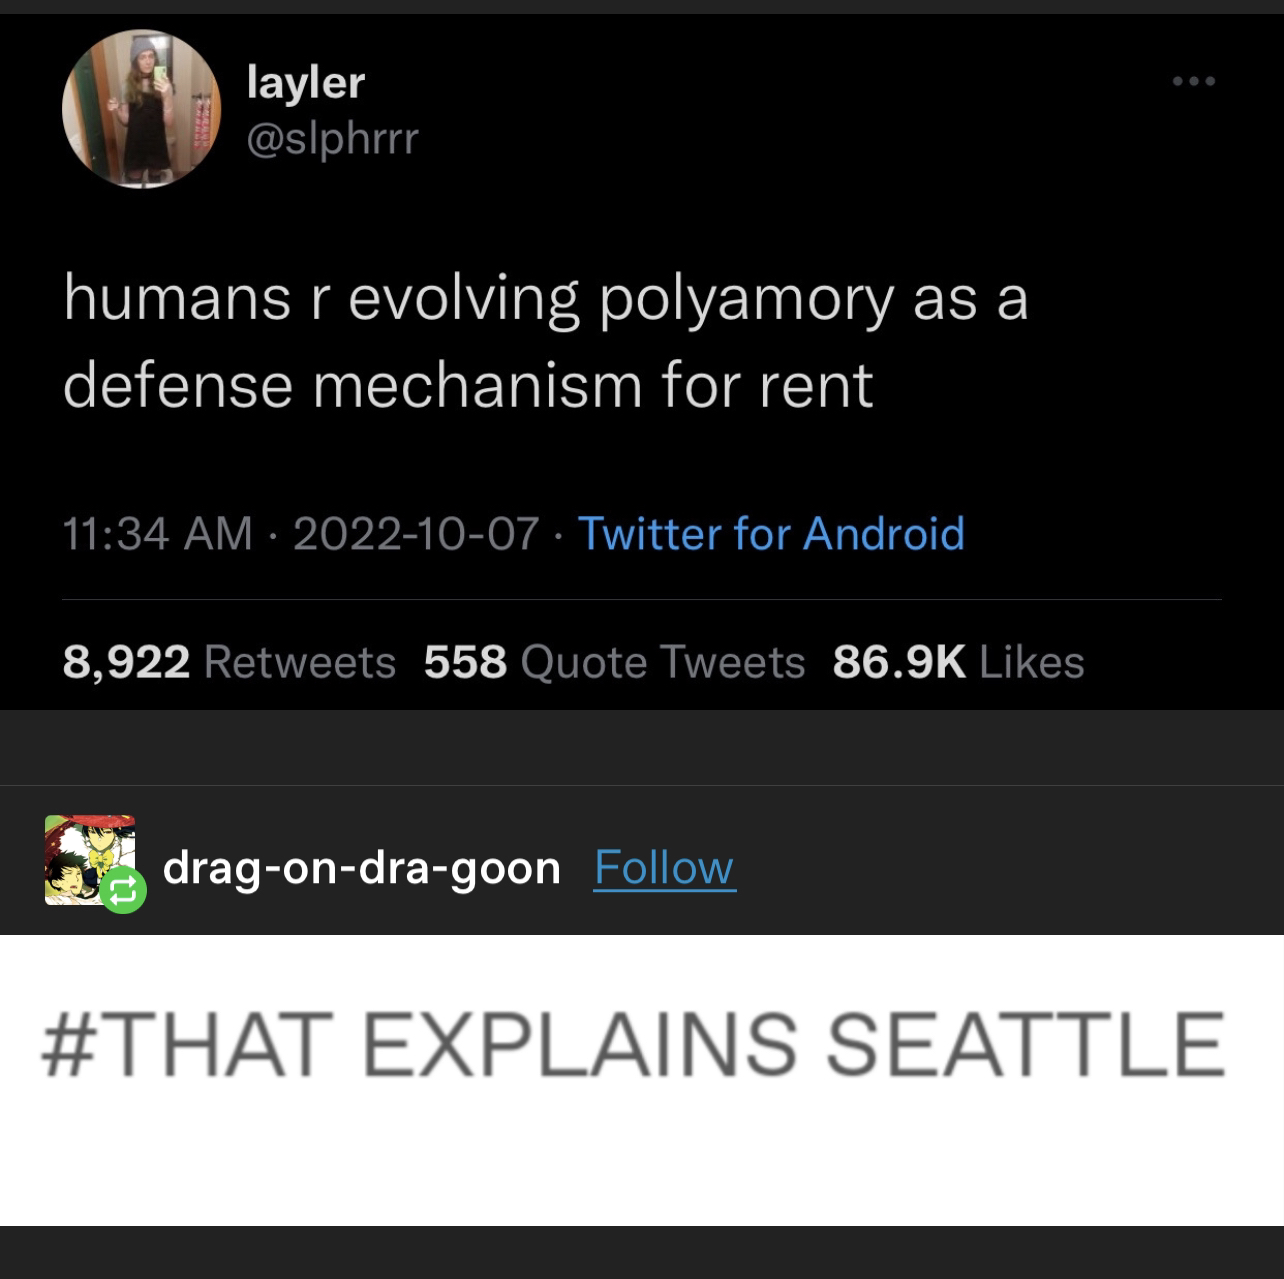 layler
@slphrrr
humans r evolving polyamory as a
defense mechanism for rent
11:34 AM · 2022-10-07 · Twitter for Android
8,922 Retweets 558 Quote Tweets 86.9K Likes
drag-on-dra-goon Follow
#THAT EXPLAINS SEATTLE